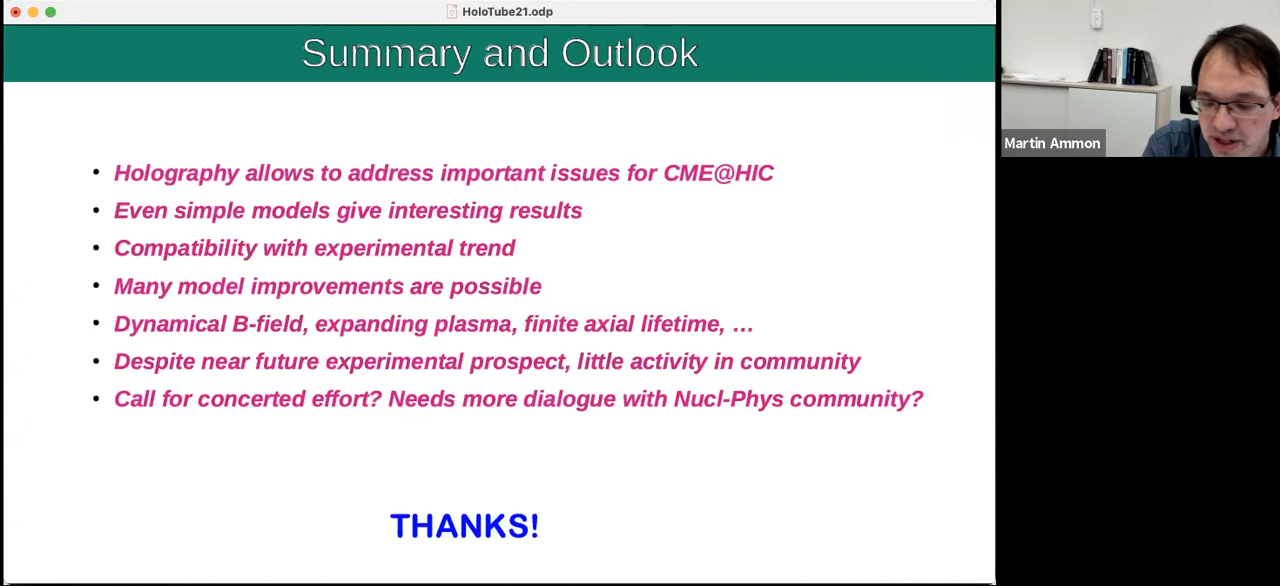 HoloTube21.odp
Summary and Outlook
Martin Ammon
• Holography allows to address important issues for CME@HIC
• Even simple models give interesting results
• Compatibility with experimental trend
• Many model improvements are possible
• Dynamical B-field, expanding plasma, finite axial lifetime, …
• Despite near future experimental prospect, little activity in community
• Call for concerted effort? Needs more dialogue with Nucl-Phys community?
THANKS!